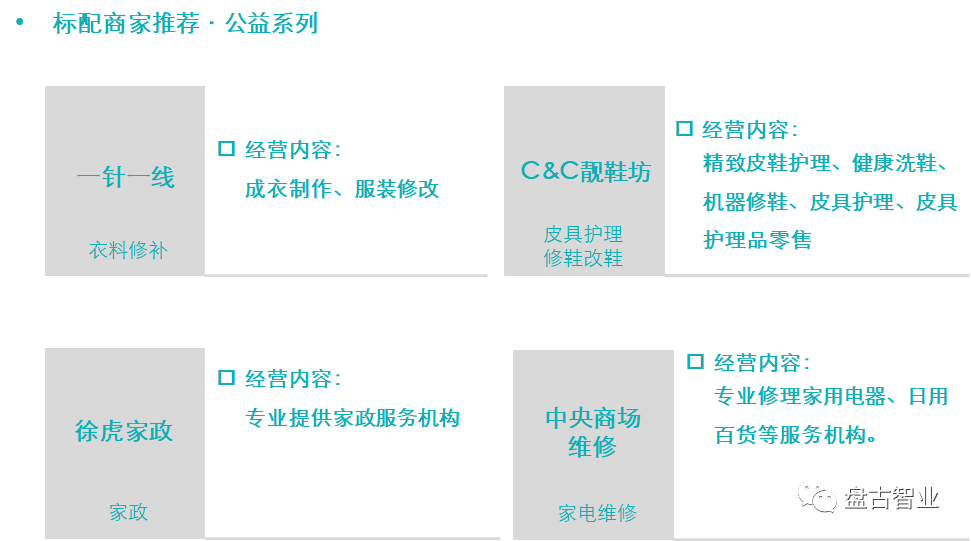 • 标配商家推荐·公益系列
一针一线
衣料修补
经营内容：
成衣制作、服装修改
C&C靓鞋坊
皮具护理
修鞋改鞋
经营内容：
精致皮鞋护理、健康洗鞋、
机器修鞋、皮具护理、皮具
护理品零售
徐虎家政
家政
经营内容：
专业提供家政服务机构
中央商场
维修
家电维修
经营内容：
专业修理家用电器、日用
百货等服务机构。
盘古智业